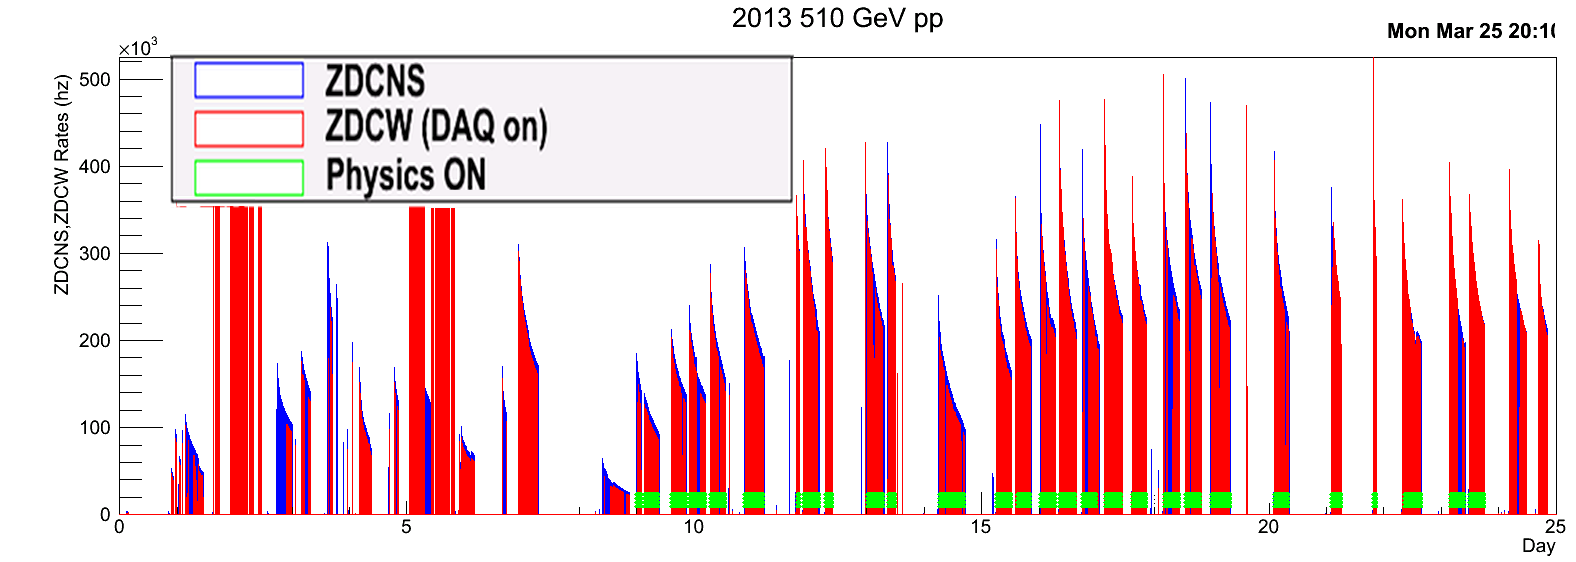 2013 510 GeV pp
Mon Mar 25 20:10
×10³
ZDCNS,ZDCW Rates (hz)
500
400
300
200
100
0
ZDCNS
ZDCW (DAQ on)
Physics ON
0 5 10 15 20 25
Day